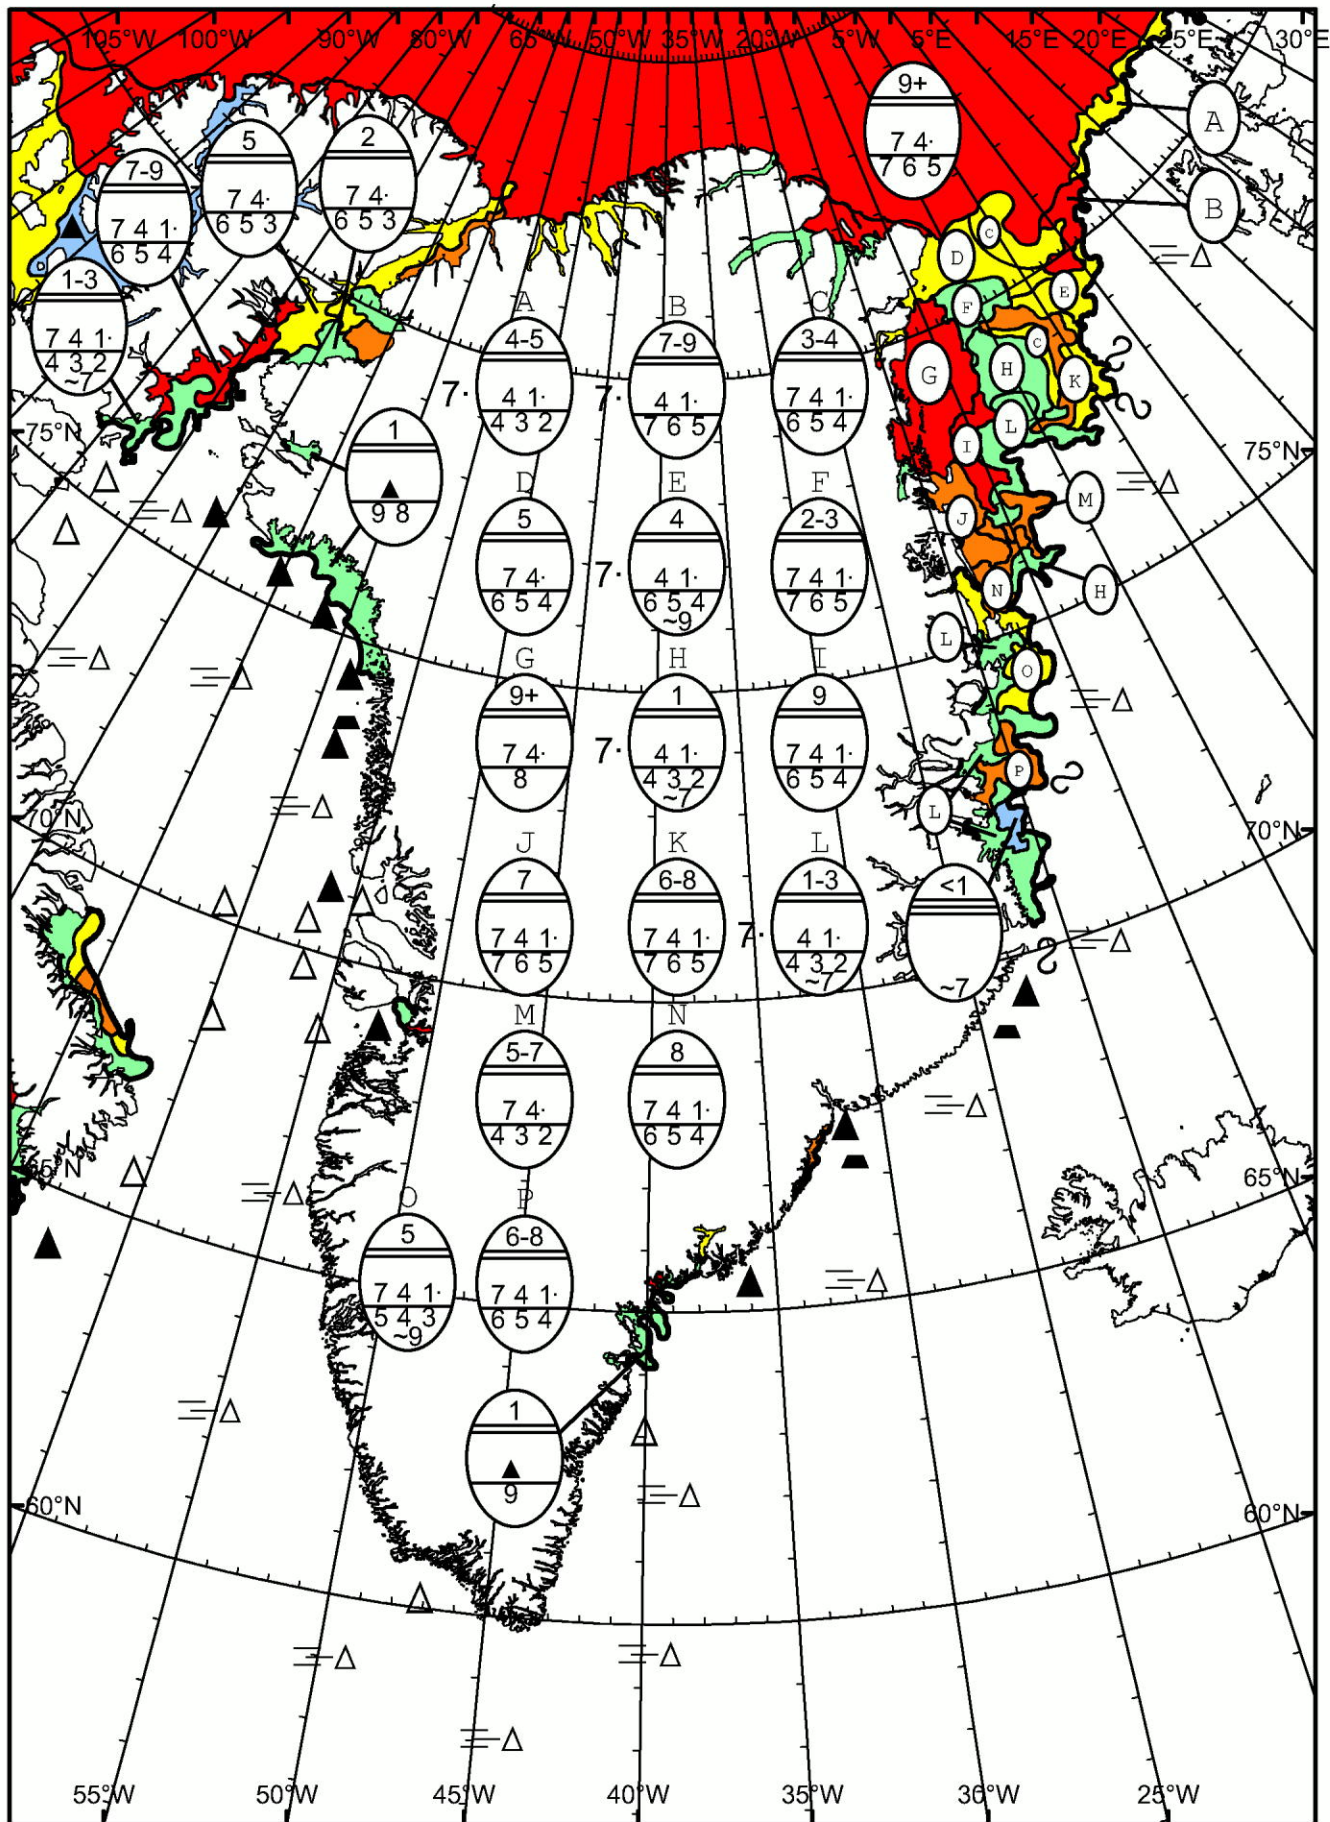 105°W 100°W 90°W 80°W 65°W 50°W 35°W 20°W 5°W 5°E 15°E 20°E 25°E 30°E
9+
7 4·
7 6 5
A
B
2
7 4·
6 5 3
5
7 4·
6 5 3
7-9
7 4 1·
6 5 4
1-3
7 4 1·
4 3 2
~7
C
D
E
F
C
G
H
K
L
I
M
J
N
H
L
O
P
L
75°N
75°N
1
▲
9 8
A
4-5
7· 4 1·
4 3 2
B
7-9
7· 4 1·
7 6 5
C
3-4
7 4 1·
6 5 4
D
5
7 4·
6 5 4
E
4
7· 4 1·
6 5 4
~9
F
2-3
7 4 1·
7 6 5
G
9+
7 4·
8
H
1
7· 4 1·
4 3 2
~7
I
9
7 4 1·
6 5 4
70°N
70°N
J
7
7 4 1·
7 6 5
K
6-8
7 4 1·
7 6 5
L
1-3
7· 4 1·
4 3 2
~7
<1
~7
M
5-7
7 4·
4 3 2
N
8
7 4 1·
6 5 4
65°N
65°N
O
5
7 4 1·
5 4 3
~9
P
6-8
7 4 1·
6 5 4
1
▲
9
60°N
60°N
55°W 50°W 45°W 40°W 35°W 30°W 25°W